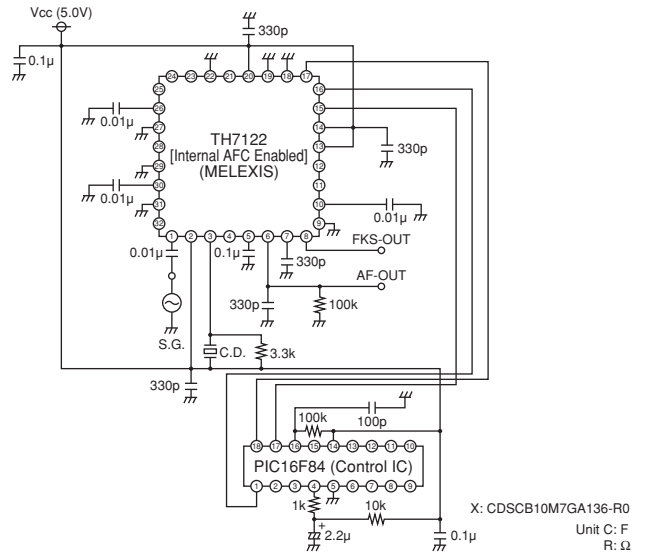 Vcc (5.0V)
330p
0.1μ
24 23 22 21 20 19 18 17
25 16
26 15
0.01μ
27 14
TH7122
28 13
[Internal AFC Enabled]
330p
(MELEXIS)
29 12
30 11
0.01μ
31 10
0.01μ
32 9
1 2 3 4 5 6 7 8
FKS-OUT
0.01μ
0.1μ
330p
AF-OUT
330p
100k
S.G.
C.D.
3.3k
330p
100k
100p
18 17 16 15 14 13 12 11 10
PIC16F84 (Control IC)
1 2 3 4 5 6 7 8 9
1k
10k
+
2.2μ
0.1μ
X: CDSCB10M7GA136-R0
Unit C: F
R: Ω